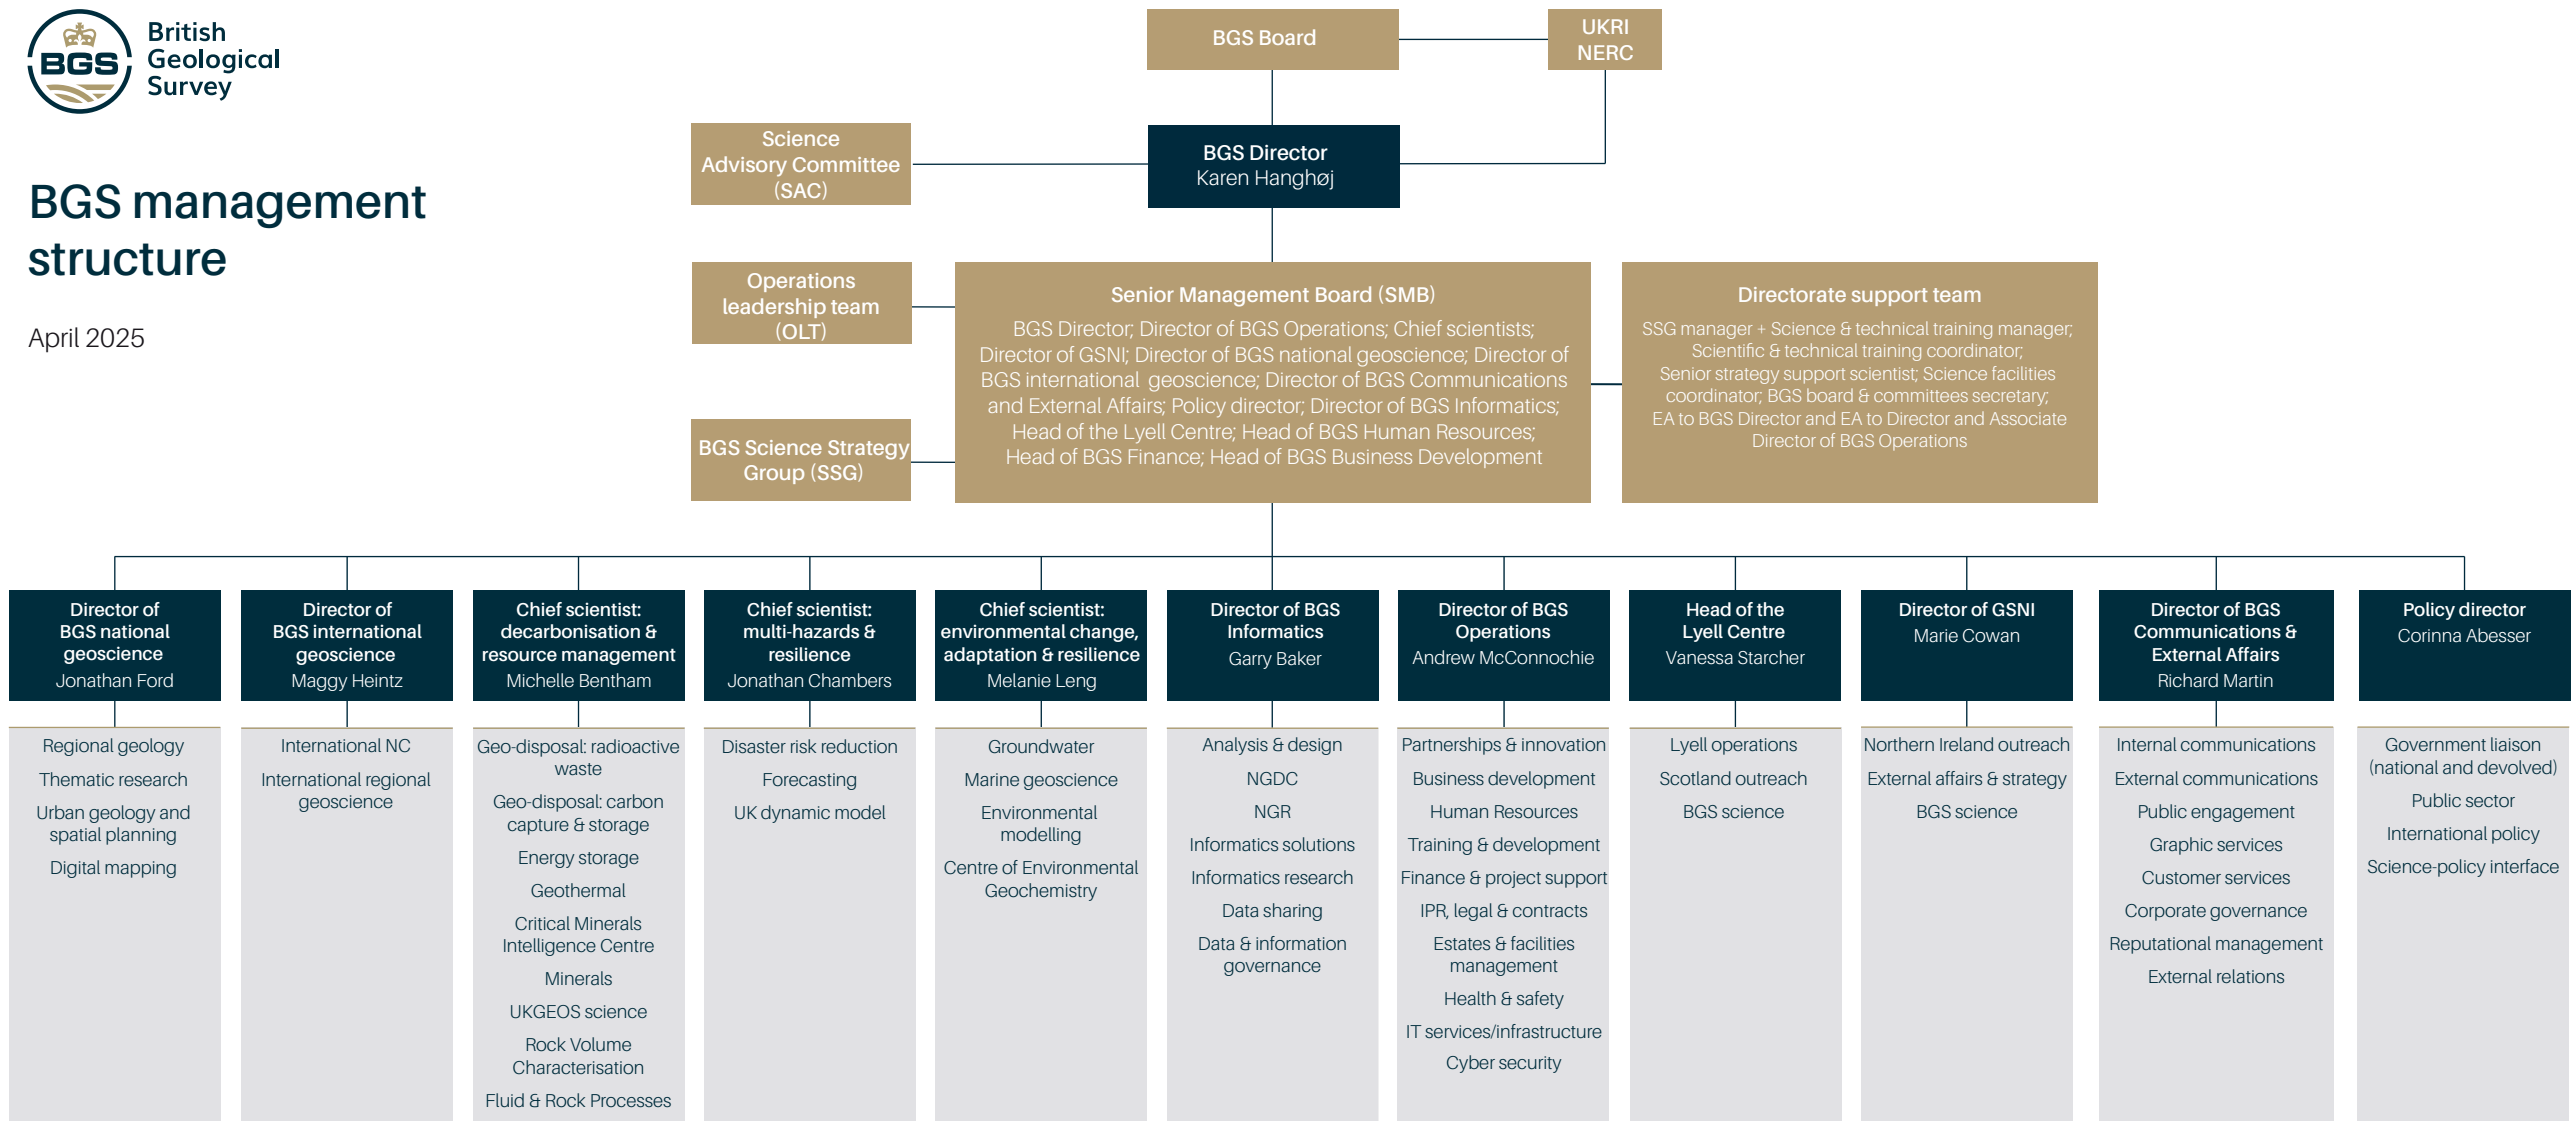 BGS
British
Geological
Survey
BGS management
structure
April 2025
BGS Board
UKRI
NERC
Science
Advisory Committee
(SAC)
BGS Director
Karen Hanghøj
Operations
leadership team
(OLT)
BGS Science Strategy
Group (SSG)
Senior Management Board (SMB)
BGS Director; Director of BGS Operations; Chief scientists;
Director of GSNI; Director of BGS national geoscience; Director of
BGS international geoscience; Director of BGS Communications
and External Affairs; Policy director; Director of BGS Informatics;
Head of the Lyell Centre; Head of BGS Human Resources;
Head of BGS Finance; Head of BGS Business Development
Directorate support team
SSG manager + Science & technical training manager;
Scientific & technical training coordinator;
Senior strategy support scientist; Science facilities
coordinator; BGS board & committees secretary;
EA to BGS Director and EA to Director and Associate
Director of BGS Operations
Director of
BGS national
geoscience
Jonathan Ford
Regional geology
Thematic research
Urban geology and
spatial planning
Digital mapping
Director of
BGS international
geoscience
Maggy Heintz
International NC
International regional
geoscience
Chief scientist:
decarbonisation &
resource management
Michelle Bentham
Geo-disposal: radioactive
waste
Geo-disposal: carbon
capture & storage
Energy storage
Geothermal
Critical Minerals
Intelligence Centre
Minerals
UKGEOS science
Rock Volume
Characterisation
Fluid & Rock Processes
Chief scientist:
multi-hazards &
resilience
Jonathan Chambers
Disaster risk reduction
Forecasting
UK dynamic model
Chief scientist:
environmental change,
adaptation & resilience
Melanie Leng
Groundwater
Marine geoscience
Environmental
modelling
Centre of Environmental
Geochemistry
Director of BGS
Informatics
Garry Baker
Analysis & design
NGDC
NGR
Informatics solutions
Informatics research
Data sharing
Data & information
governance
Director of BGS
Operations
Andrew McConnochie
Partnerships & innovation
Business development
Human Resources
Training & development
Finance & project support
IPR, legal & contracts
Estates & facilities
management
Health & safety
IT services/infrastructure
Cyber security
Head of the
Lyell Centre
Vanessa Starcher
Lyell operations
Scotland outreach
BGS science
Director of GSNI
Marie Cowan
Northern Ireland outreach
External affairs & strategy
BGS science
Director of BGS
Communications &
External Affairs
Richard Martin
Internal communications
External communications
Public engagement
Graphic services
Customer services
Corporate governance
Reputational management
External relations
Policy director
Corinna Abesser
Government liaison
(national and devolved)
Public sector
International policy
Science-policy interface